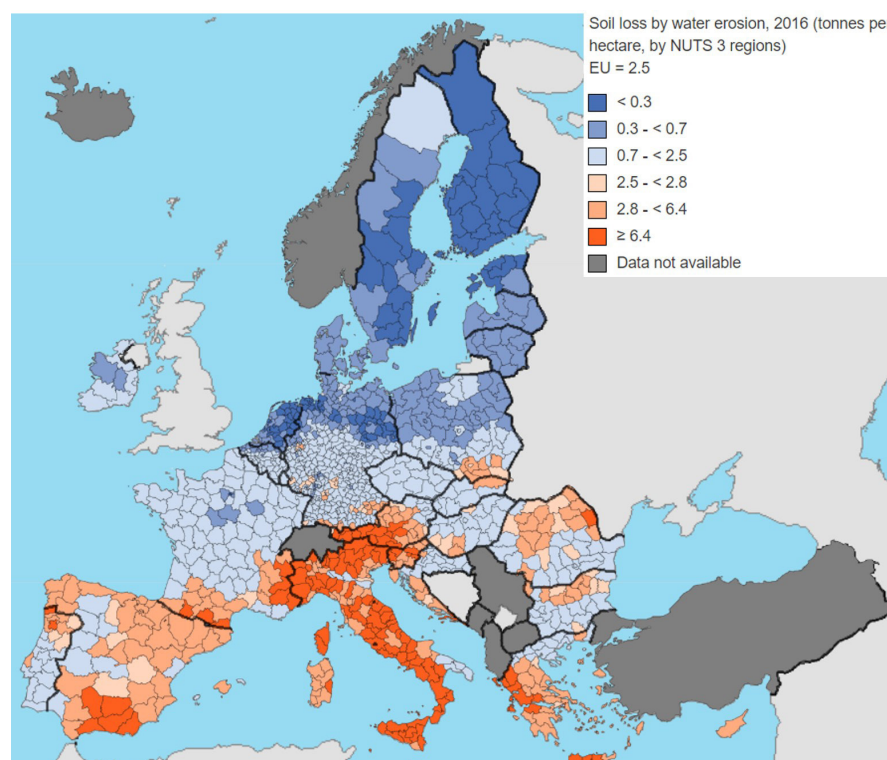 Soil loss by water erosion, 2016 (tonnes pe
hectare, by NUTS 3 regions)
EU = 2.5
< 0.3
0.3 - < 0.7
0.7 - < 2.5
2.5 - < 2.8
2.8 - < 6.4
≥ 6.4
Data not available